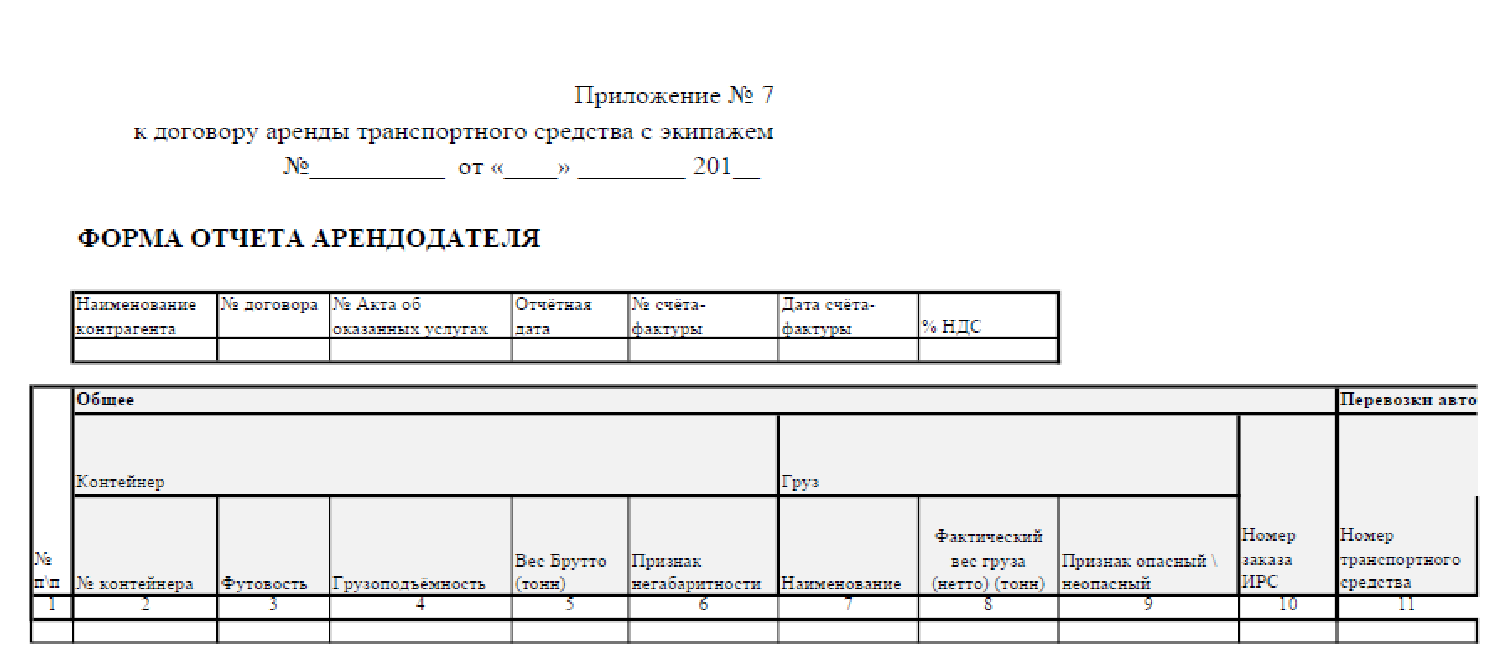 Приложение № 7
к договору аренды транспортного средства с экипажем
№__________ от «____» ________ 201__
ФОРМА ОТЧЕТА АРЕНДОДАТЕЛЯ
Наименование контрагента
№ договора
№ Акта об оказанных услугах
Отчётная дата
№ счёта-фактуры
Дата счёта-фактуры
% НДС
№ п\п
Общее
Перевозки авто
Контейнер
Груз
№ контейнера
Футовость
Грузоподъёмность
Вес Брутто (тонн)
Признак негабаритности
Наименование
Фактический вес груза (нетто) (тонн)
Признак опасный \ неопасный
Номер заказа ИРС
Номер транспортного средства
1 2 3 4 5 6 7 8 9 10 11